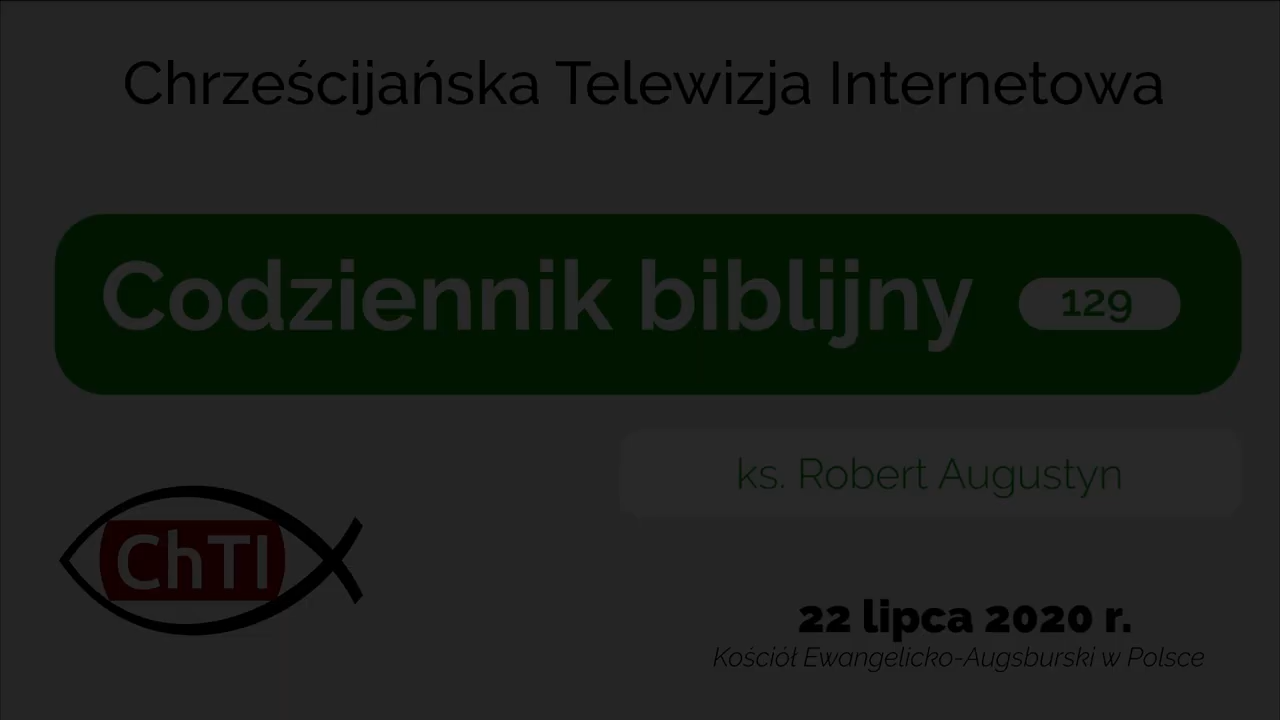 Chrześcijańska Telewizja Internetowa
Codziennik biblijny 129
ks. Robert Augustyn
ChTI
22 lipca 2020 r.
Kościół Ewangelicko-Augsburski w Polsce